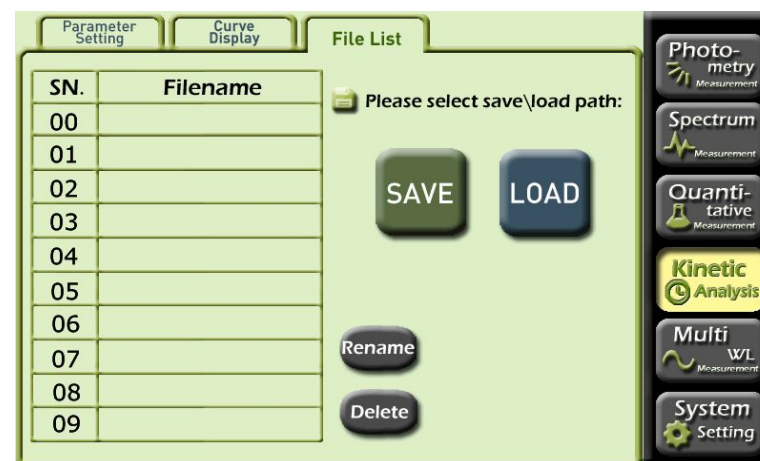 Parameter
Setting
Curve
Display
File List
SN. Filename
00
01
02
03
04
05
06
07
08
09
Please select save\load path:
SAVE LOAD
Rename
Delete
Photo-
metry
Measurement
Spectrum
Measurement
Quanti-
tative
Measurement
Kinetic
Analysis
Multi
WL
Measurement
System
Setting